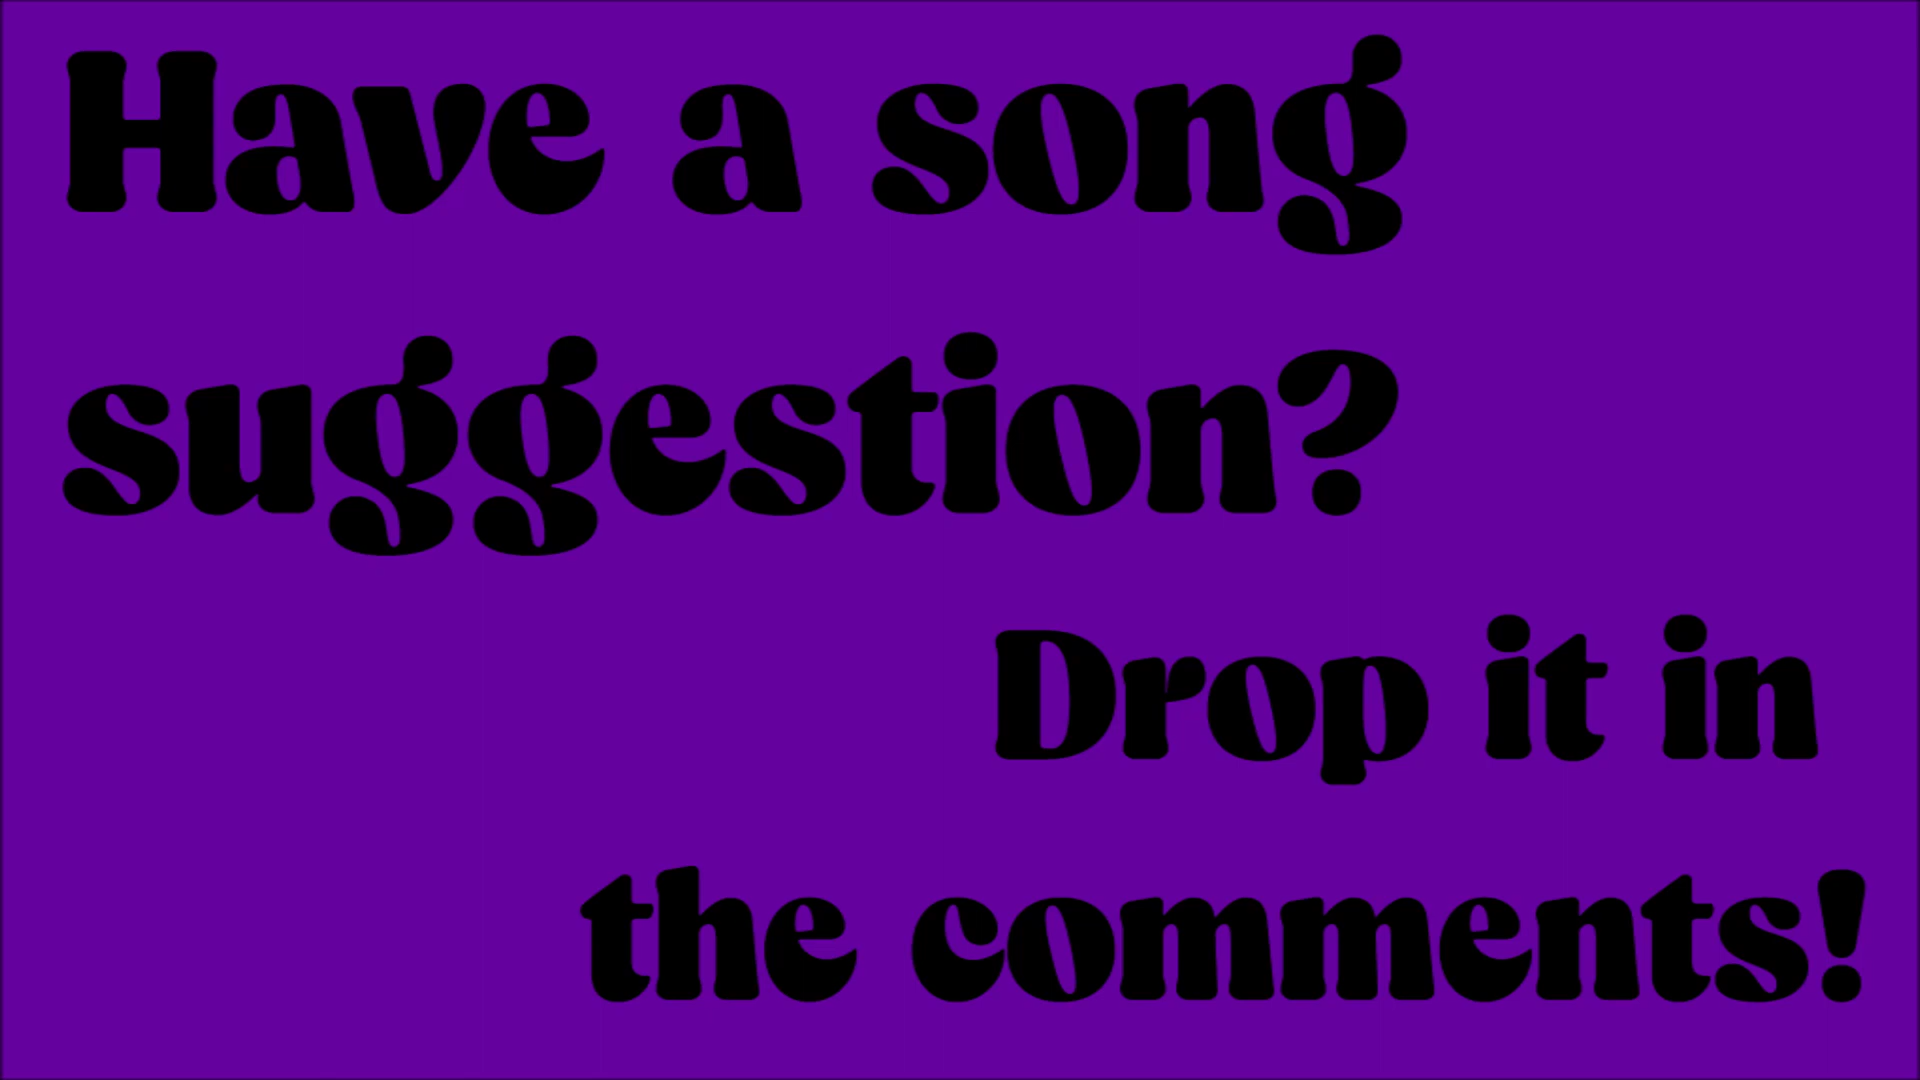 Have a song
suggestion?
Drop it in
the comments!